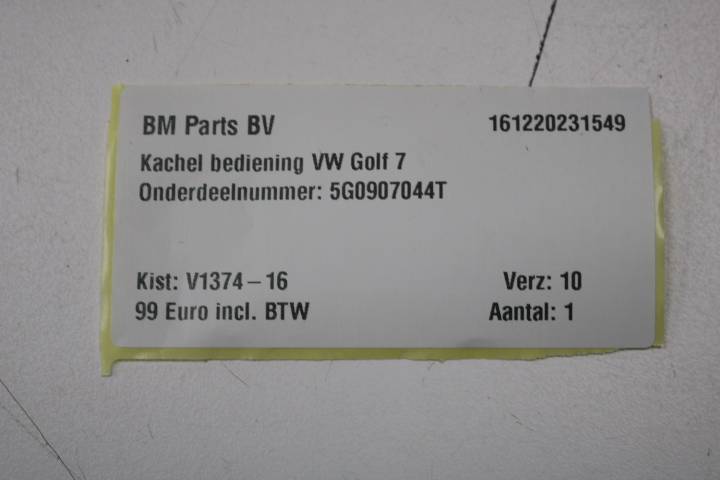 BM Parts BV 161220231549
Kachel bediening VW Golf 7
Onderdeelnummer: 5G0907044T
Kist: V1374-16 Verz: 10
99 Euro incl. BTW Aantal: 1